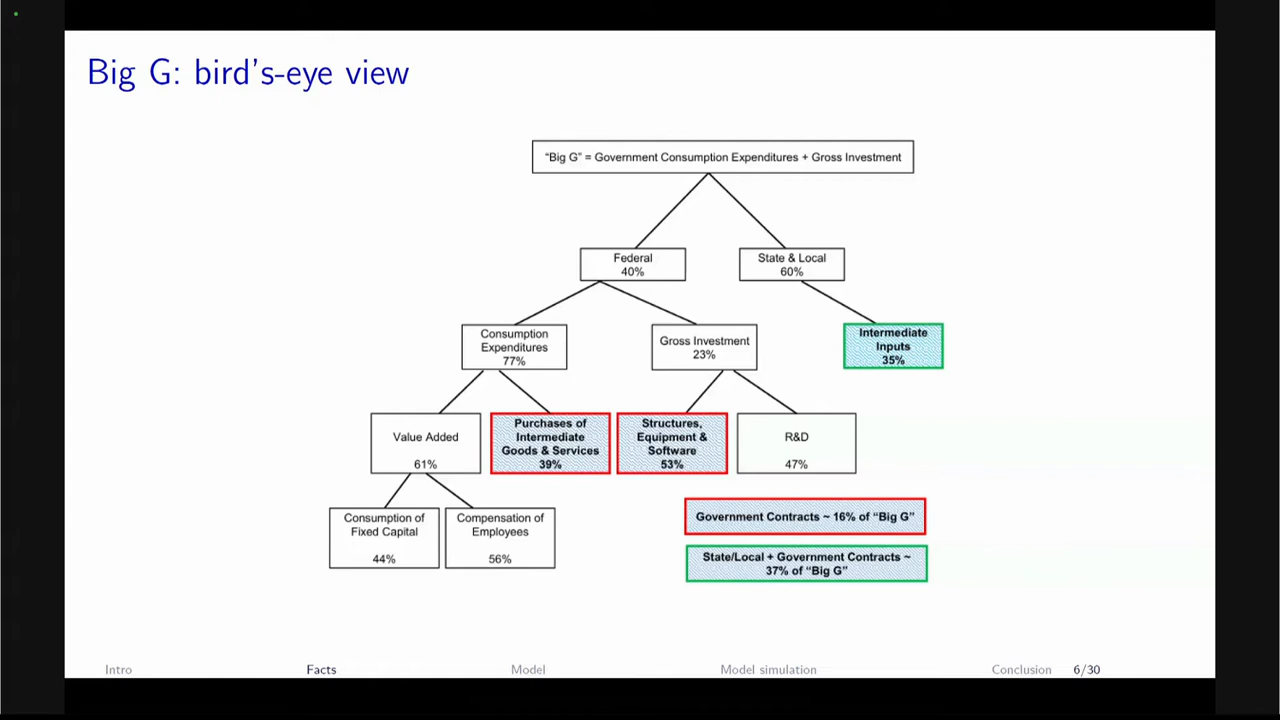 Big G: bird's-eye view
"Big G" = Government Consumption Expenditures + Gross Investment
Federal
40%
State & Local
60%
Consumption
Expenditures
77%
Gross Investment
23%
Intermediate
Inputs
35%
Value Added
61%
Purchases of
Intermediate
Goods & Services
39%
Structures,
Equipment &
Software
53%
R&D
47%
Consumption of
Fixed Capital
44%
Compensation of
Employees
56%
Government Contracts ~ 16% of "Big G"
State/Local + Government Contracts ~
37% of "Big G"
Intro
Facts
Model
Model simulation
Conclusion
6/30